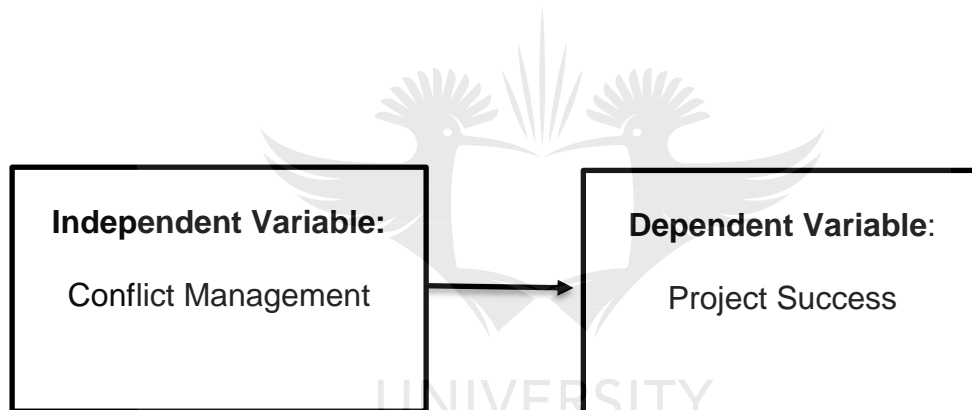 Independent Variable:
Conflict Management
Dependent Variable:
Project Success
UNIVERSITY